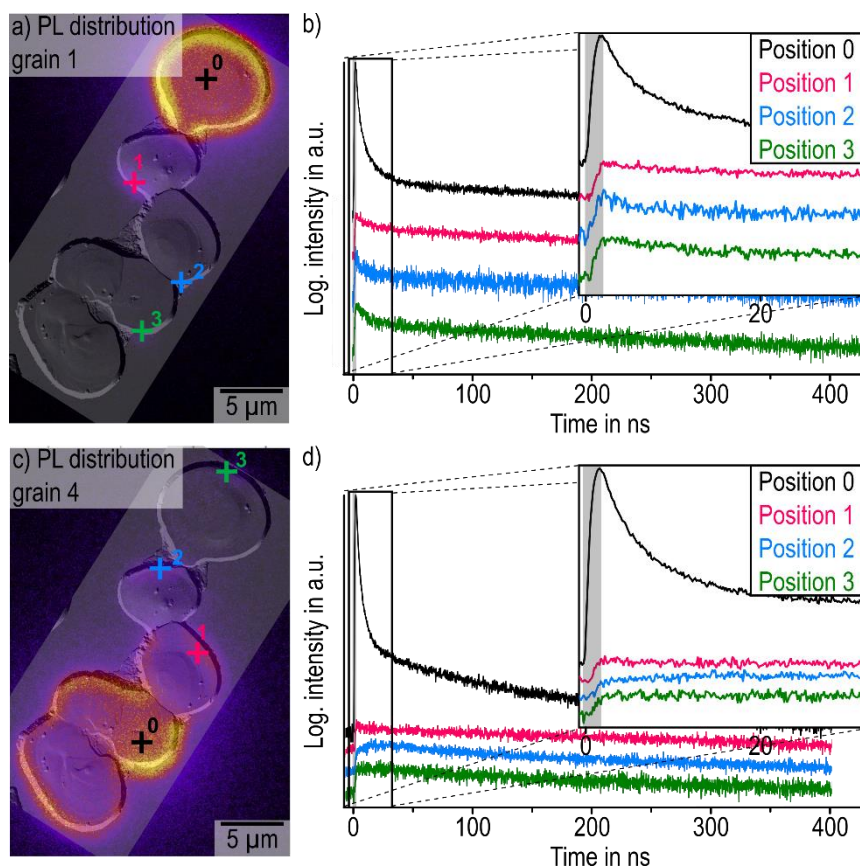 a) PL distribution
grain 1
0
1
2
3
5 µm
b)
Log. intensity in a.u.
Position 0
Position 1
Position 2
Position 3
0
20
0
100
200
300
400
Time in ns
c) PL distribution
grain 4
3
2
1
0
5 µm
d)
Log. intensity in a.u.
Position 0
Position 1
Position 2
Position 3
0
20
0
100
200
300
400
Time in ns